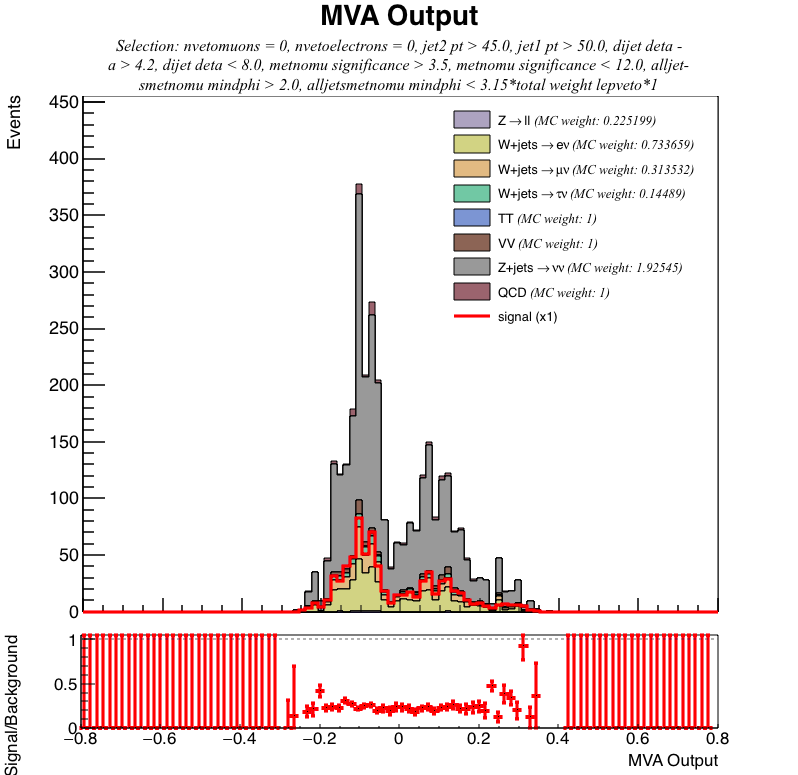 MVA Output
Selection: nvetomuons = 0, nvetoelectrons = 0, jet2 pt > 45.0, jet1 pt > 50.0, dijet deta -
a > 4.2, dijet deta < 8.0, metnomu significance > 3.5, metnomu significance < 12.0, alljet-
smetnomu mindphi > 2.0, alljetsmetnomu mindphi < 3.15*total weight lepveto*1
Events
450
400
350
300
250
200
150
100
50
0
Z→ll (MC weight: 0.225199)
W+jets→eν (MC weight: 0.733659)
W+jets→μν (MC weight: 0.313532)
W+jets→τν (MC weight: 0.14489)
TT (MC weight: 1)
VV (MC weight: 1)
Z+jets→νν (MC weight: 1.92545)
QCD (MC weight: 1)
signal (x1)
Signal/Background
1
0.5
0
−0.8 −0.6 −0.4 −0.2 0 0.2 0.4 0.6 0.8
MVA Output